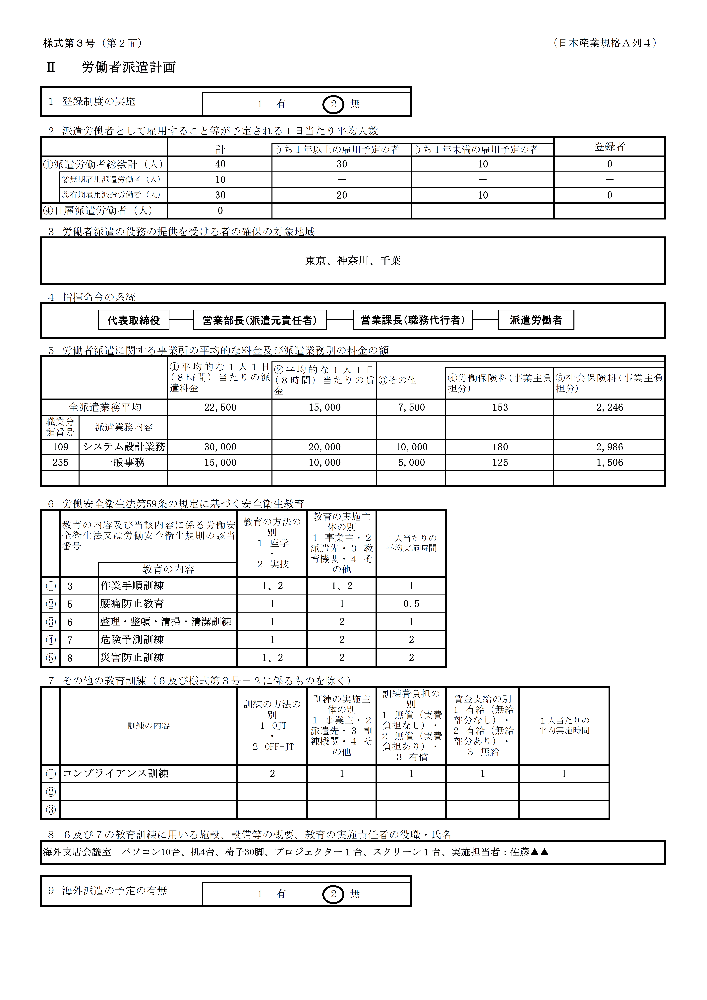 様式第３号（第２面）　（日本産業規格Ａ列４）
Ⅱ　労働者派遣計画
１ 登録制度の実施　１　有　②　無
２ 派遣労働者として雇用すること等が予定される１日当たり平均人数
計　うち１年以上の雇用予定の者　うち１年未満の雇用予定の者　登録者
①派遣労働者総数計（人）　40　30　10　0
②無期雇用派遣労働者（人）　10　－　－　－
③有期雇用派遣労働者（人）　30　20　10　0
④日雇派遣労働者（人）　0
３ 労働者派遣の役務の提供を受ける者の確保の対象地域
東京、神奈川、千葉
４ 指揮命令の系統
代表取締役　営業部長（派遣元責任者）　営業課長（職務代行者）　派遣労働者
５ 労働者派遣に関する事業所の平均的な料金及び派遣業務別の料金の額
①平均的な１人１日
（８時間）当たりの派
遣料金
②平均的な１人１日
（８時間）当たりの賃
金
③その他
④労働保険料（事業主負
担分）
⑤社会保険料（事業主負
担分）
全派遣業務平均　22,500　15,000　7,500　153　2,246
職業分
類番号
派遣業務内容　―　―　―　―　―
109　システム設計業務　30,000　20,000　10,000　180　2,986
255　一般事務　15,000　10,000　5,000　125　1,506
６ 労働安全衛生法第59条の規定に基づく安全衛生教育
教育の内容及び当該内容に係る労働安
全衛生法又は労働安全衛生規則の該当
番号
教育の内容
教育の方法の
別
１ 座学
・
２ 実技
教育の実施主
体の別
１ 事業主・２
派遣先・３ 教
育機関・４ そ
の他
１人当たりの
平均実施時間
①　3　作業手順訓練　1、2　1、2　1
②　5　腰痛防止教育　1　1　0.5
③　6　整理・整頓・清掃・清潔訓練　1　2　1
④　7　危険予測訓練　1　2　2
⑤　8　災害防止訓練　1、2　2　2
７ その他の教育訓練（６及び様式第３号－２に係るものを除く）
訓練の内容
訓練の方法の
別
１ OJT
・
２ OFF-JT
訓練の実施主
体の別
１ 事業主・２
派遣先・３ 訓
練機関・４ そ
の他
訓練費負担の
別
１ 無償（実費
負担なし）・
２ 無償（実費
負担あり）・
３ 有償
賃金支給の別
１ 有給（無給
部分なし）・
２ 有給（無給
部分あり）・
３ 無給
１人当たりの
平均実施時間
①　コンプライアンス訓練　2　1　1　1　1
②
③
８ ６及び７の教育訓練に用いる施設、設備等の概要、教育の実施責任者の役職・氏名
海外支店会議室　パソコン10台、机4台、椅子30脚、プロジェクター１台、スクリーン１台、実施担当者：佐藤▲▲
９ 海外派遣の予定の有無　１　有　②　無